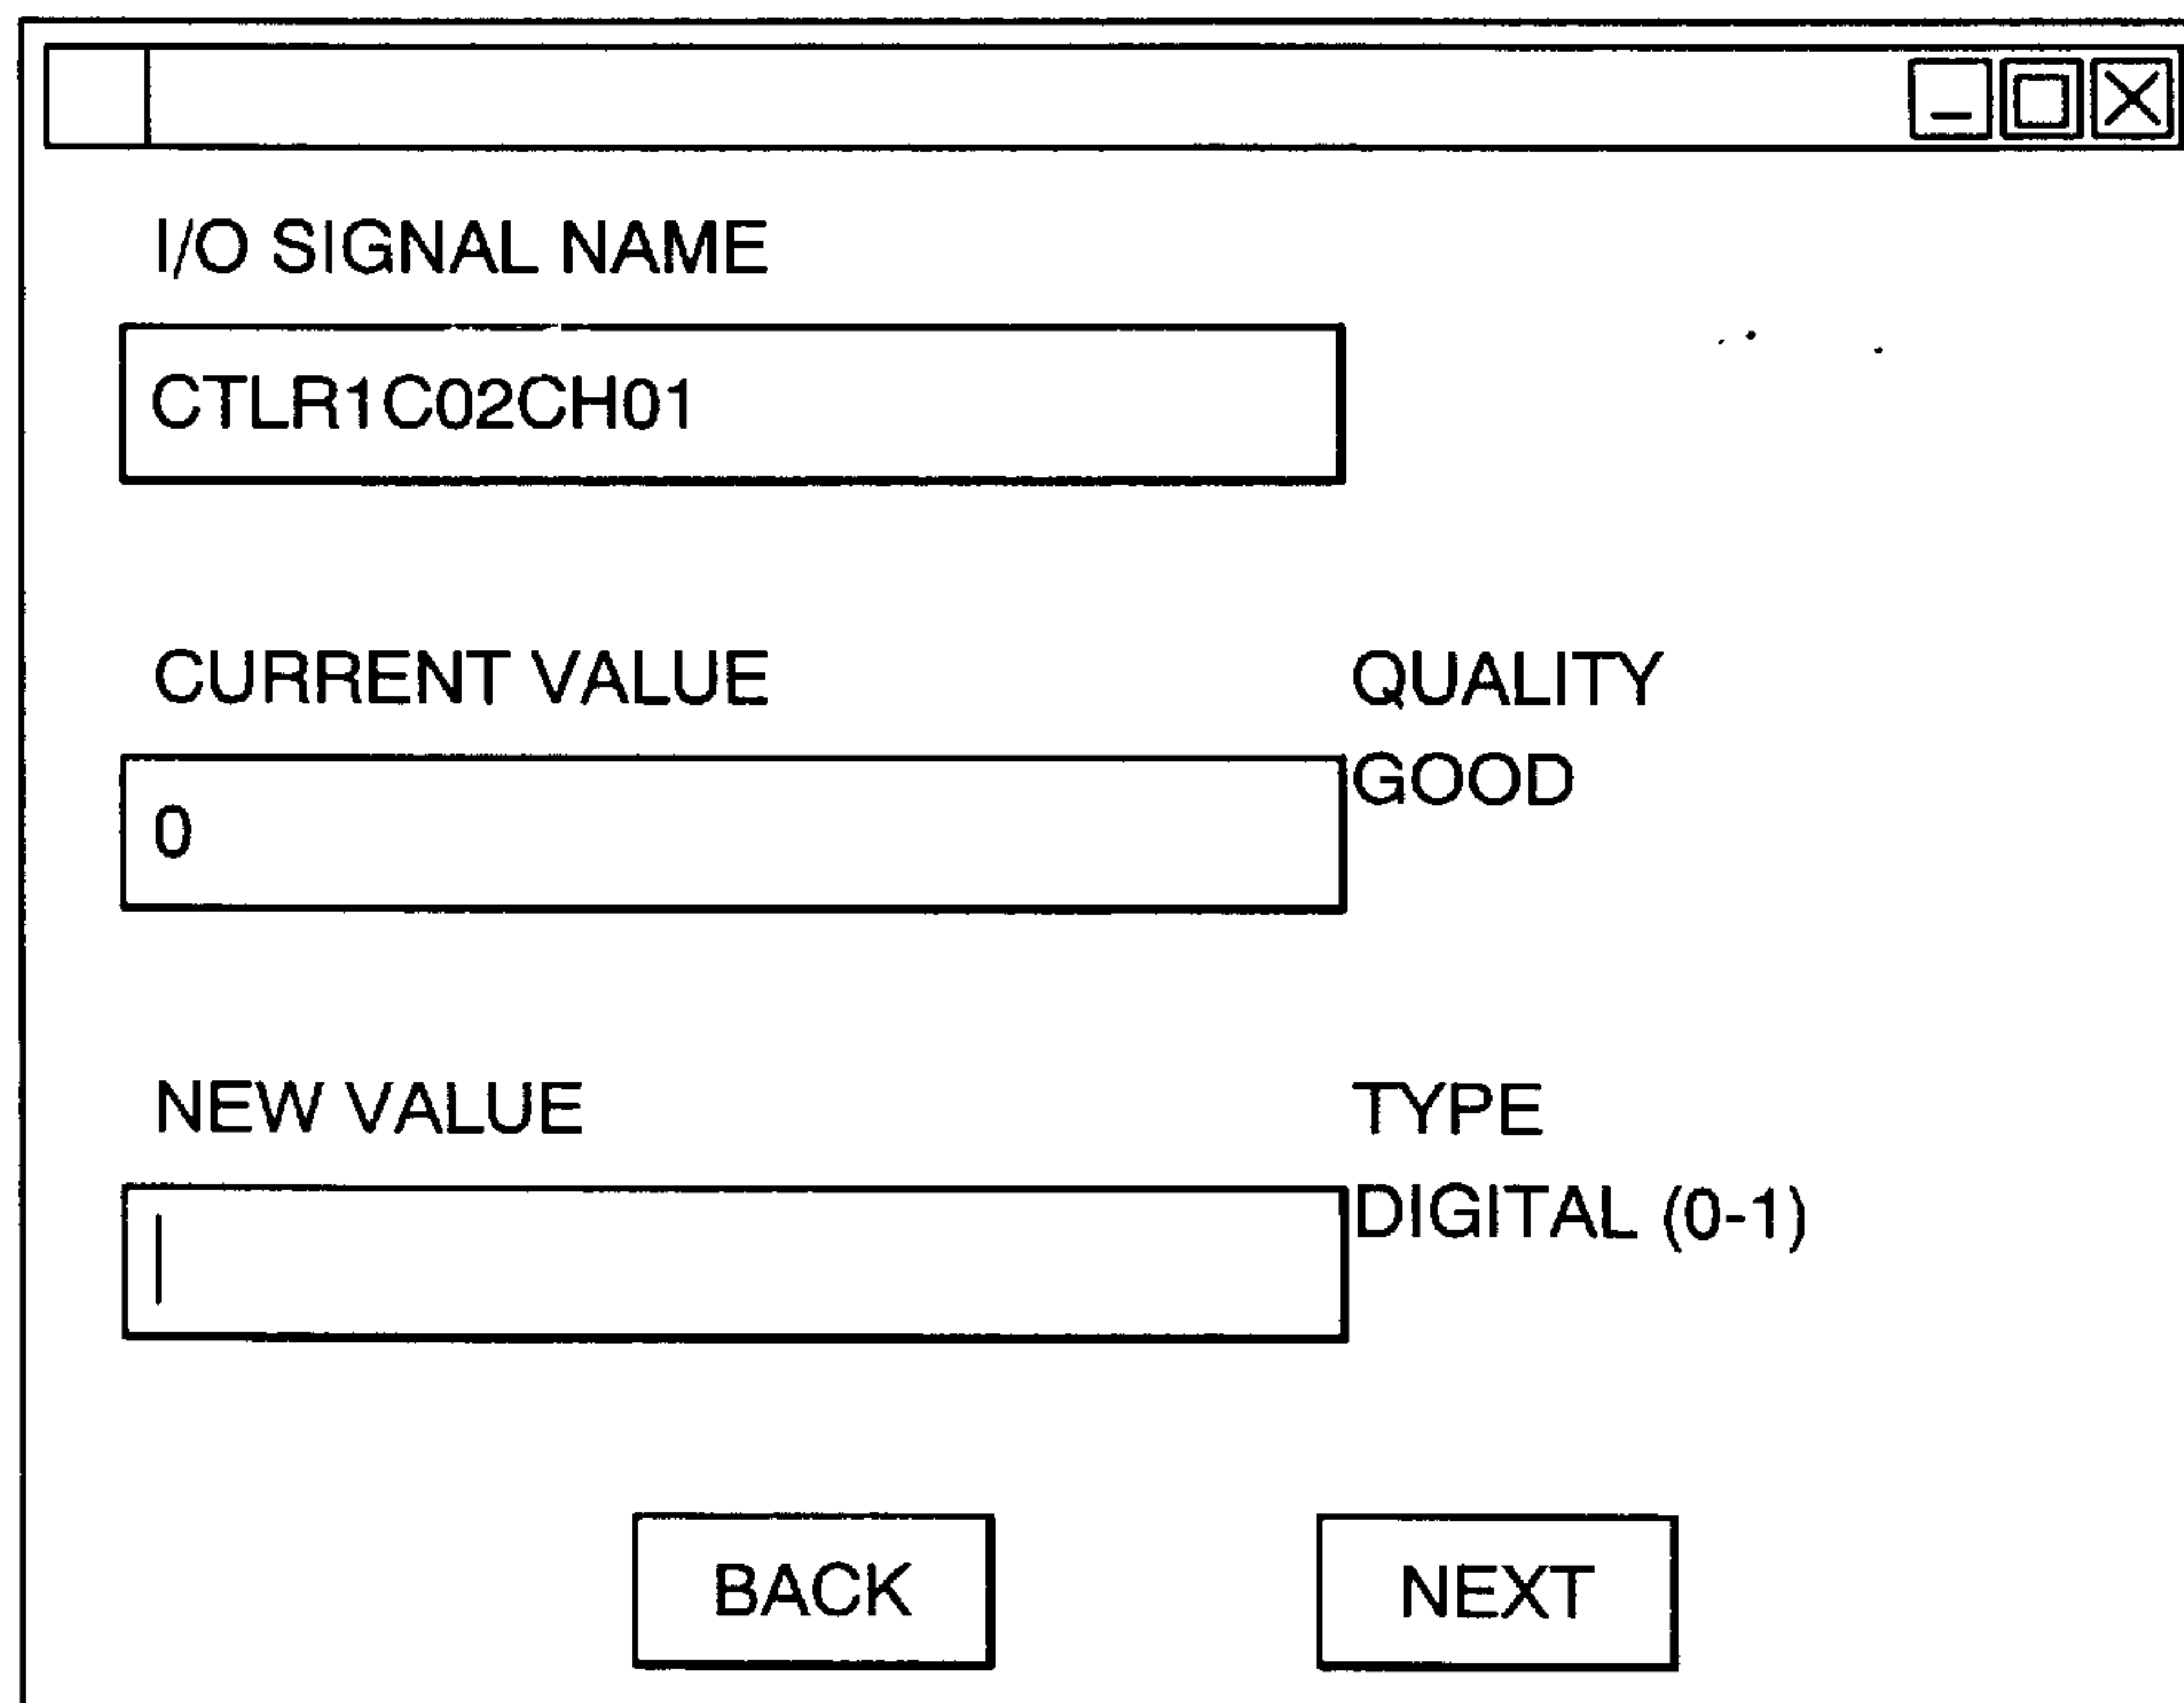 I/O SIGNAL NAME
CTLR1C02CH01
CURRENT VALUE
QUALITY
0
GOOD
NEW VALUE
TYPE
DIGITAL (0-1)
BACK
NEXT